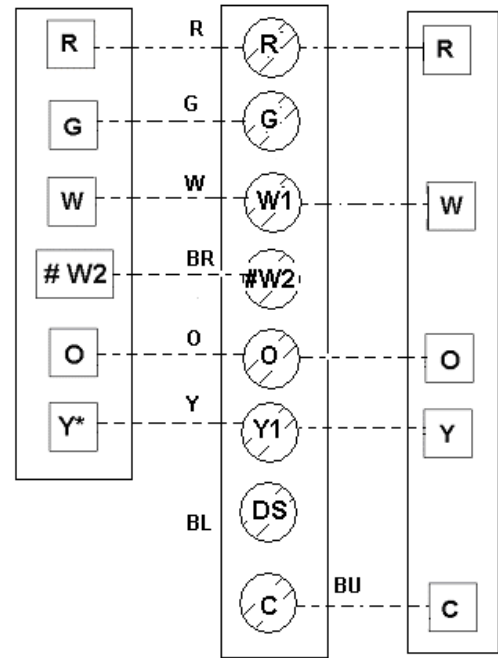 R R R R
G G G
W W W1 W
# W2 BR #W2
O O O O
Y* Y Y1 Y
BL DS
C BU C